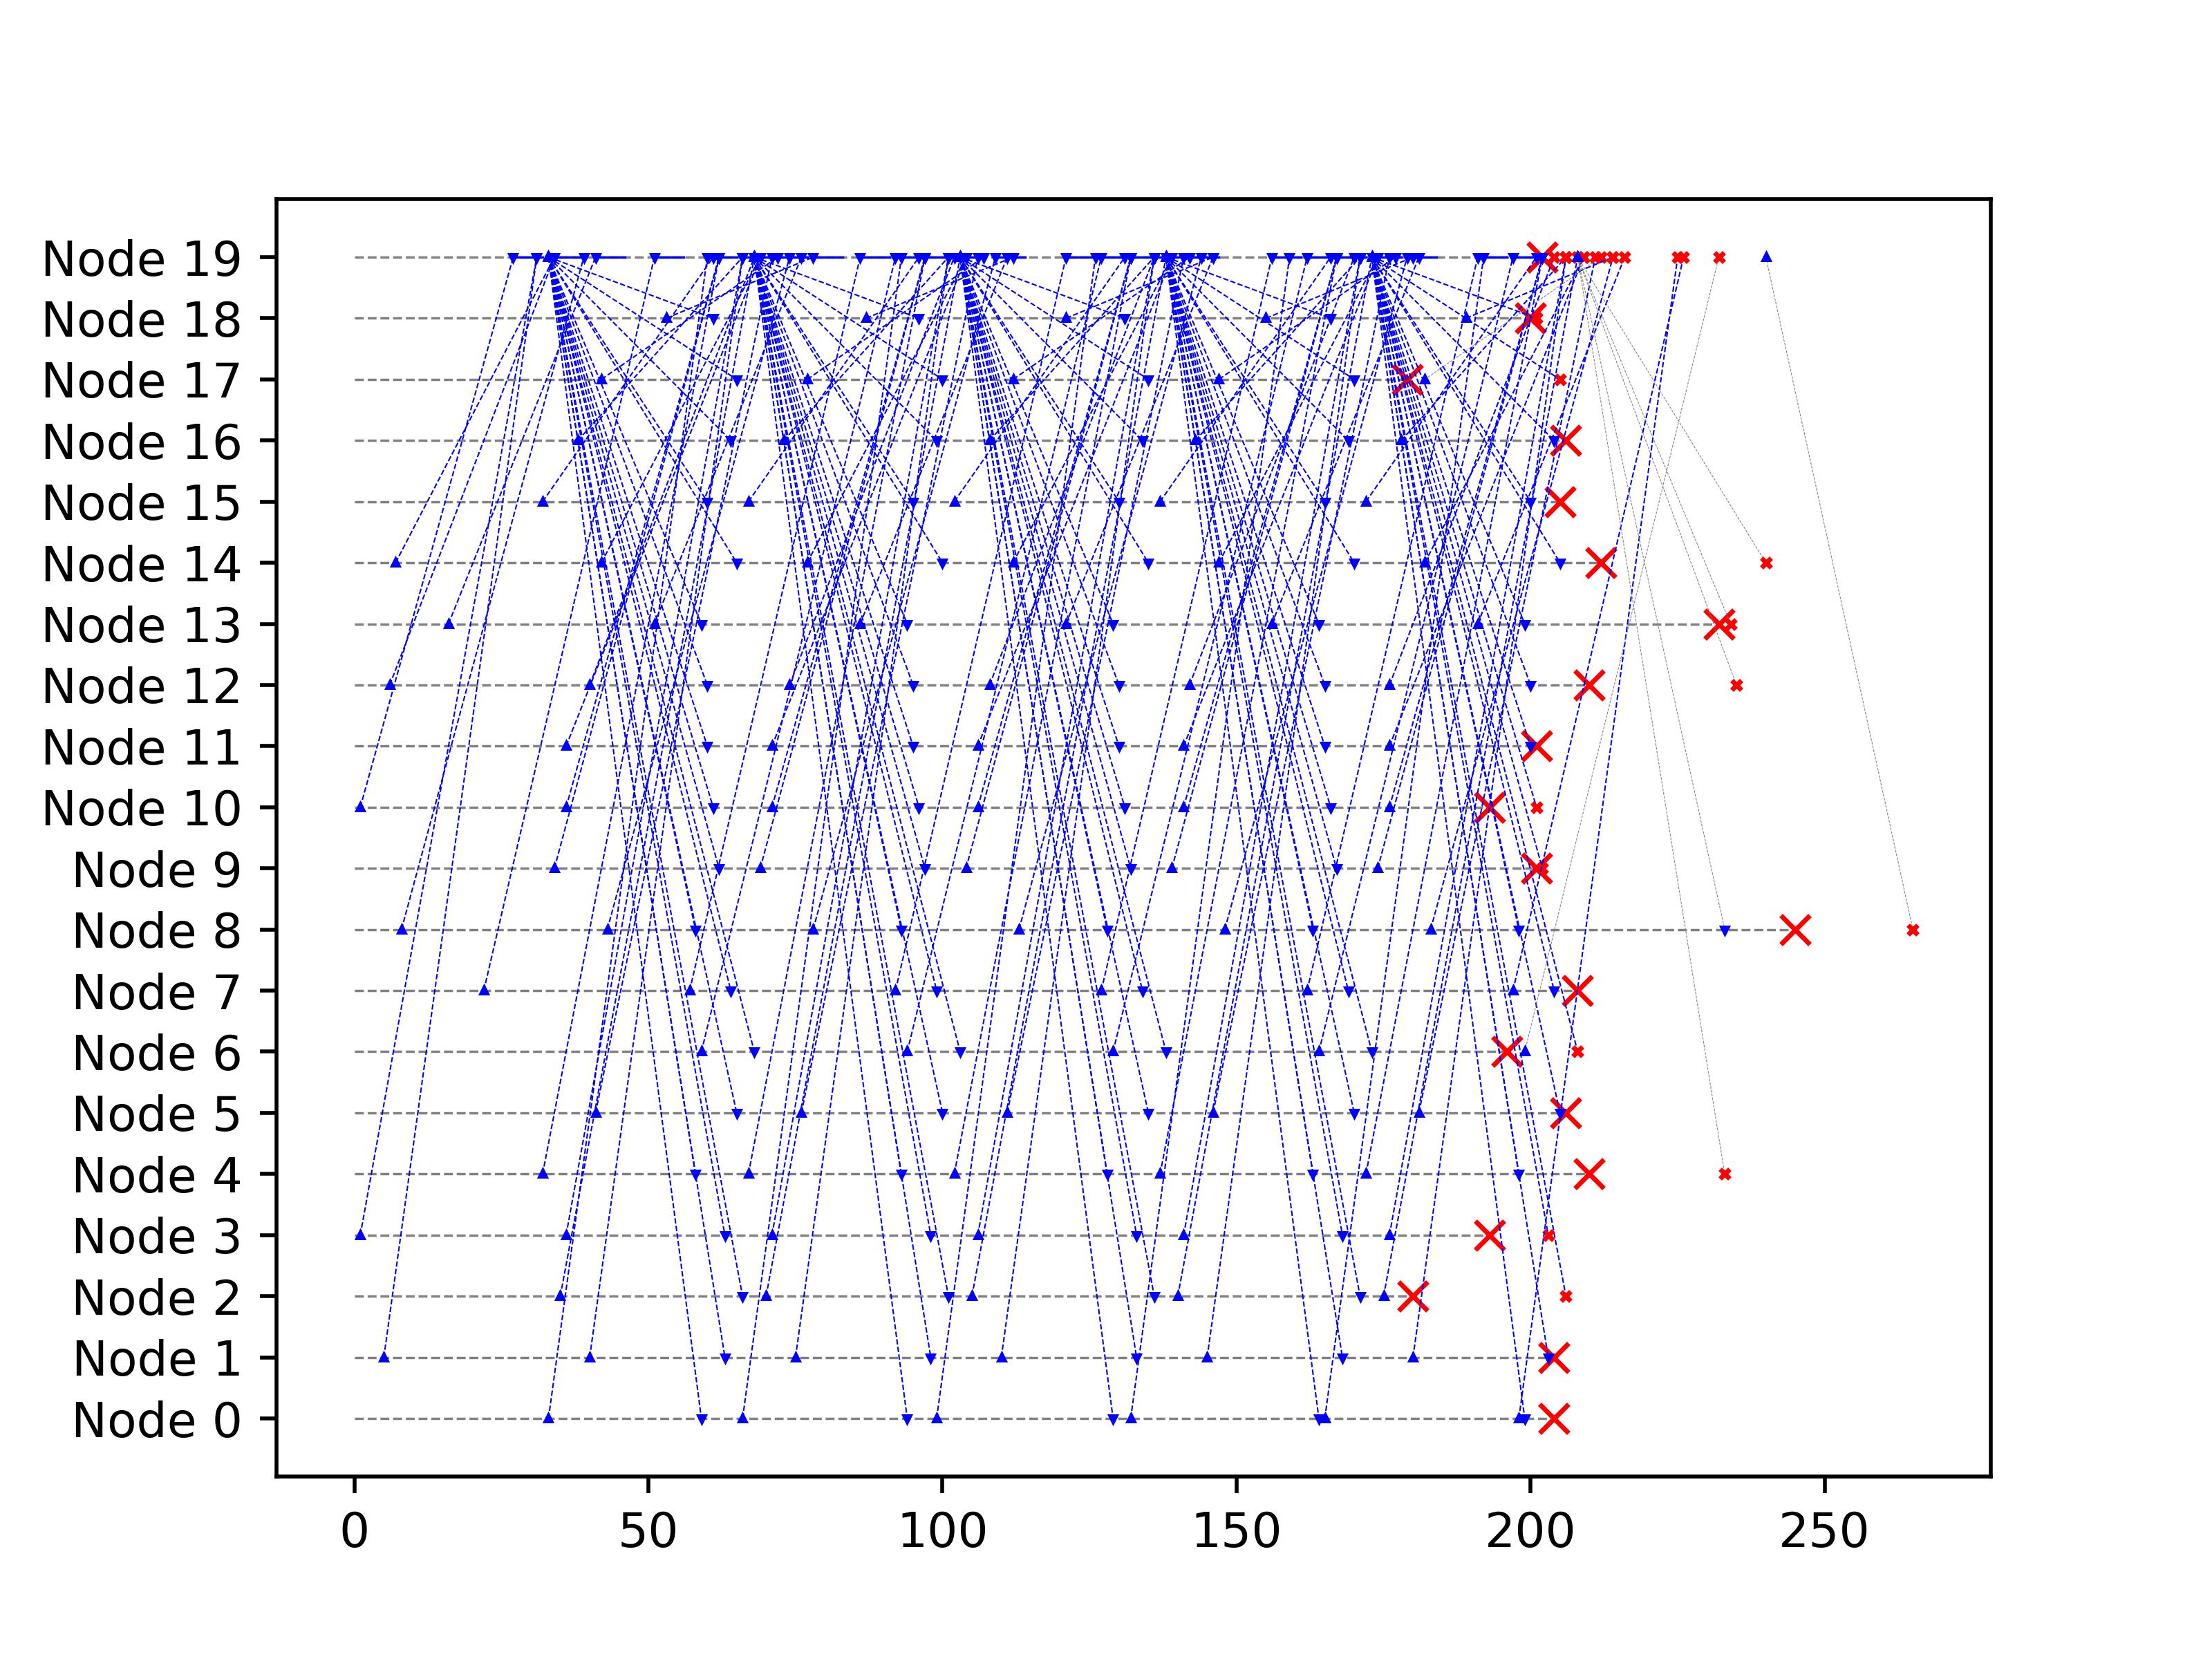 Node 19
Node 18
Node 17
Node 16
Node 15
Node 14
Node 13
Node 12
Node 11
Node 10
Node 9
Node 8
Node 7
Node 6
Node 5
Node 4
Node 3
Node 2
Node 1
Node 0
0 50 100 150 200 250